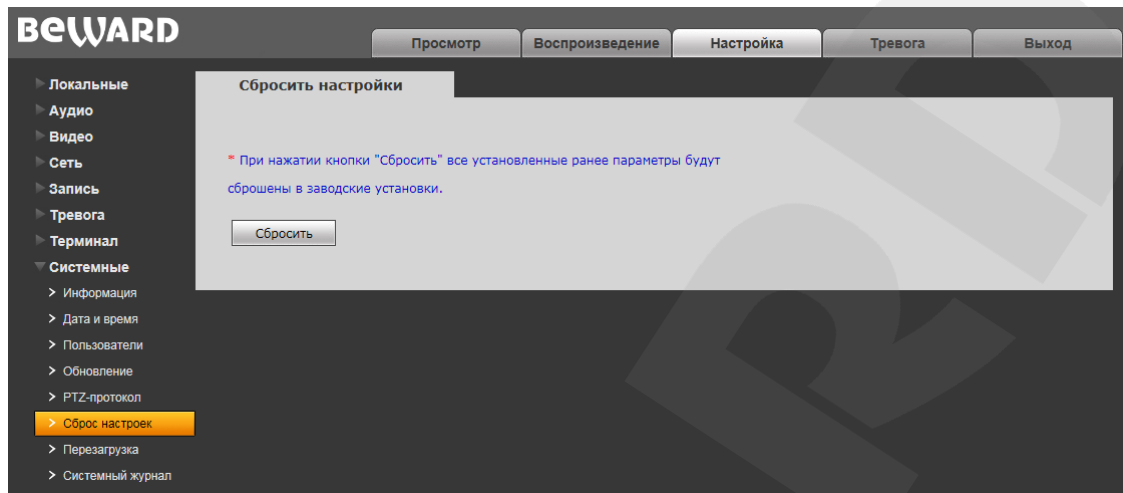 BEWARD
Просмотр
Воспроизведение
Настройка
Тревога
Выход
Локальные
Аудио
Видео
Сеть
Запись
Тревога
Терминал
Системные
> Информация
> Дата и время
> Пользователи
> Обновление
> PTZ-протокол
> Сброс настроек
> Перезагрузка
> Системный журнал
Сбросить настройки
* При нажатии кнопки "Сбросить" все установленные ранее параметры будут
сброшены в заводские установки.
Сбросить